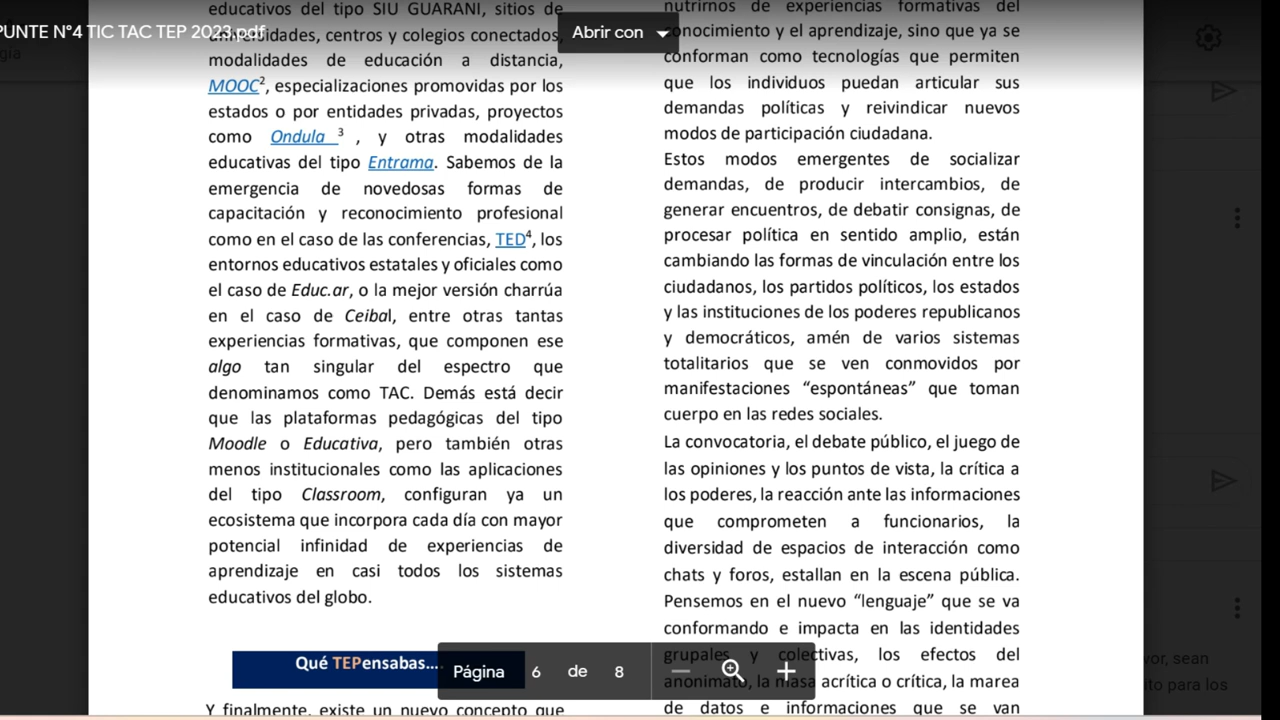 PUNTE N°4 TIC TAC TEP 2023.pdf
Abrir con
educativos del tipo SIU GUARANI, sitios de
universidades, centros y colegios conectados,
modalidades de educación a distancia,
MOOC2, especializaciones promovidas por los
estados o por entidades privadas, proyectos
como Ondula 3 , y otras modalidades
educativas del tipo Entrama. Sabemos de la
emergencia de novedosas formas de
capacitación y reconocimiento profesional
como en el caso de las conferencias, TED4, los
entornos educativos estatales y oficiales como
el caso de Educ.ar, o la mejor versión charrúa
en el caso de Ceibal, entre otras tantas
experiencias formativas, que componen ese
algo tan singular del espectro que
denominamos como TAC. Demás está decir
que las plataformas pedagógicas del tipo
Moodle o Educativa, pero también otras
menos institucionales como las aplicaciones
del tipo Classroom, configuran ya un
ecosistema que incorpora cada día con mayor
potencial infinidad de experiencias de
aprendizaje en casi todos los sistemas
educativos del globo.
Qué TEPensabas....
Y finalmente, existe un nuevo concepto que
nutrirnos de experiencias formativas del
conocimiento y el aprendizaje, sino que ya se
conforman como tecnologías que permiten
que los individuos puedan articular sus
demandas políticas y reivindicar nuevos
modos de participación ciudadana.
Estos modos emergentes de socializar
demandas, de producir intercambios, de
generar encuentros, de debatir consignas, de
procesar política en sentido amplio, están
cambiando las formas de vinculación entre los
ciudadanos, los partidos políticos, los estados
y las instituciones de los poderes republicanos
y democráticos, amén de varios sistemas
totalitarios que se ven conmovidos por
manifestaciones “espontáneas” que toman
cuerpo en las redes sociales.
La convocatoria, el debate público, el juego de
las opiniones y los puntos de vista, la crítica a
los poderes, la reacción ante las informaciones
que comprometen a funcionarios, la
diversidad de espacios de interacción como
chats y foros, estallan en la escena pública.
Pensemos en el nuevo “lenguaje” que se va
conformando e impacta en las identidades
grupales y colectivas, los efectos del
anonimato, la masa acrítica o crítica, la marea
de datos e informaciones que se van
Página 6 de 8
vor, sean
ito para los